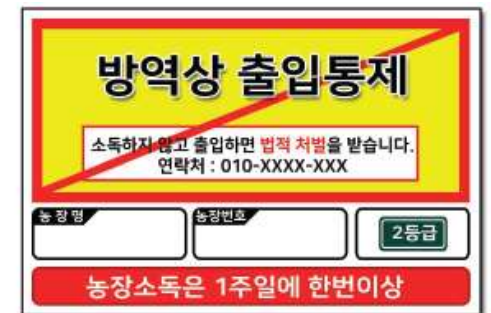 방역상 출입통제
소독하지 않고 출입하면 법적 처벌을 받습니다.
연락처 : 010-XXXX-XXX
농장명
농장번호
2등급
농장소독은 1주일에 한번이상